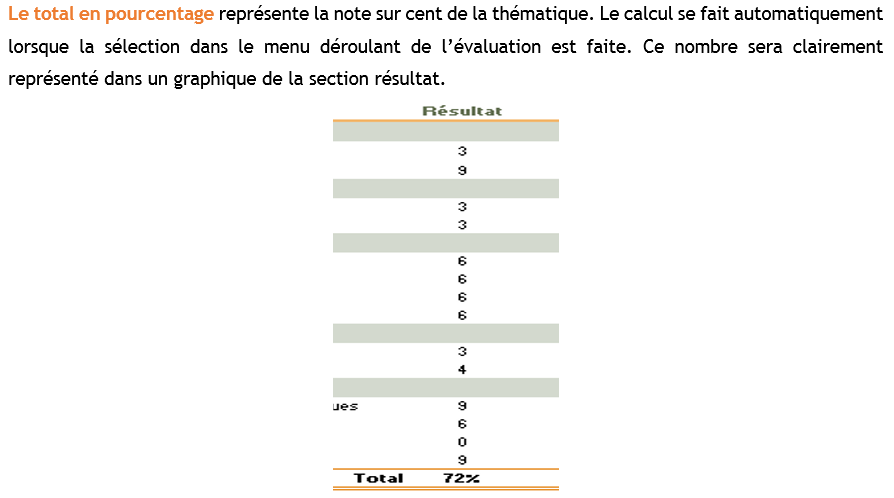 Le total en pourcentage représente la note sur cent de la thématique. Le calcul se fait automatiquement
lorsque la sélection dans le menu déroulant de l’évaluation est faite. Ce nombre sera clairement
représenté dans un graphique de la section résultat.
Résultat
3
9
3
3
6
6
6
6
3
4
ues 9
6
0
9
Total 72%